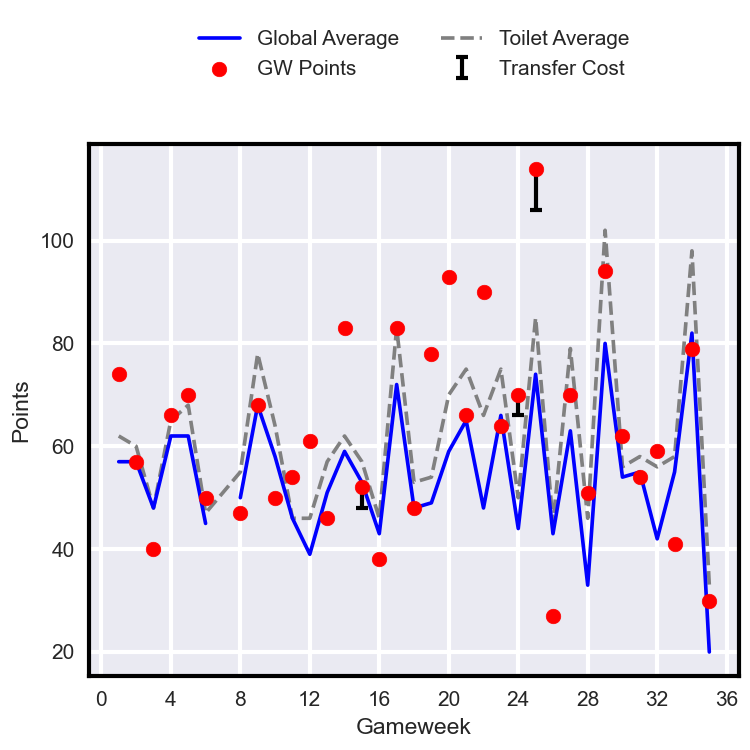 Global Average
GW Points
Toilet Average
Transfer Cost
Points
100
80
60
40
20
0 4 8 12 16 20 24 28 32 36
Gameweek